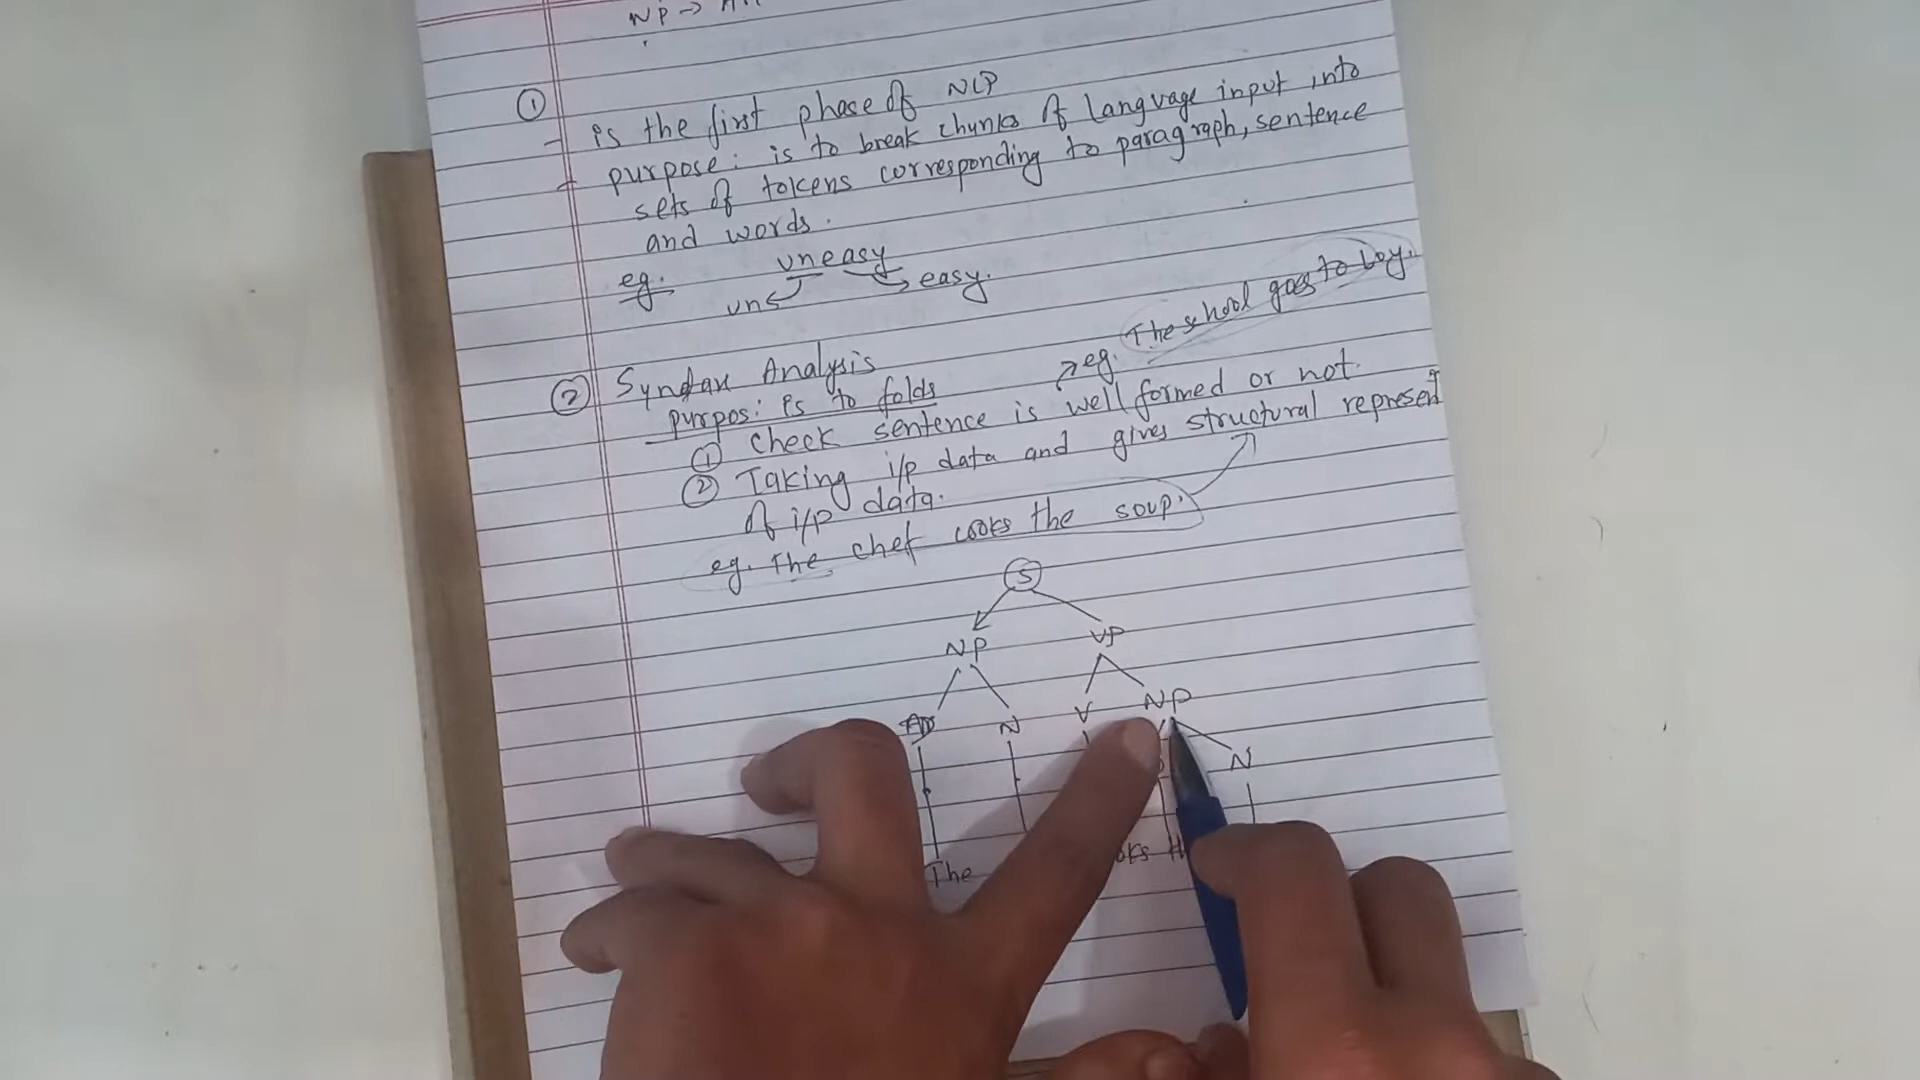 NP →
①
- is the first phase of NLP
- purpose: is to break chunks of language input into
sets of tokens corresponding to paragraph, sentence
and words.
eg. uneasy
un easy.
eg. The school goes to boy.
② Syndax Analysis
purpos: is to folds
① check sentence is well formed or not.
② Taking i/p data and gives structural represent
of i/p data.
eg. The chef cooks the soup.
S
NP VP
N V NP
N
The